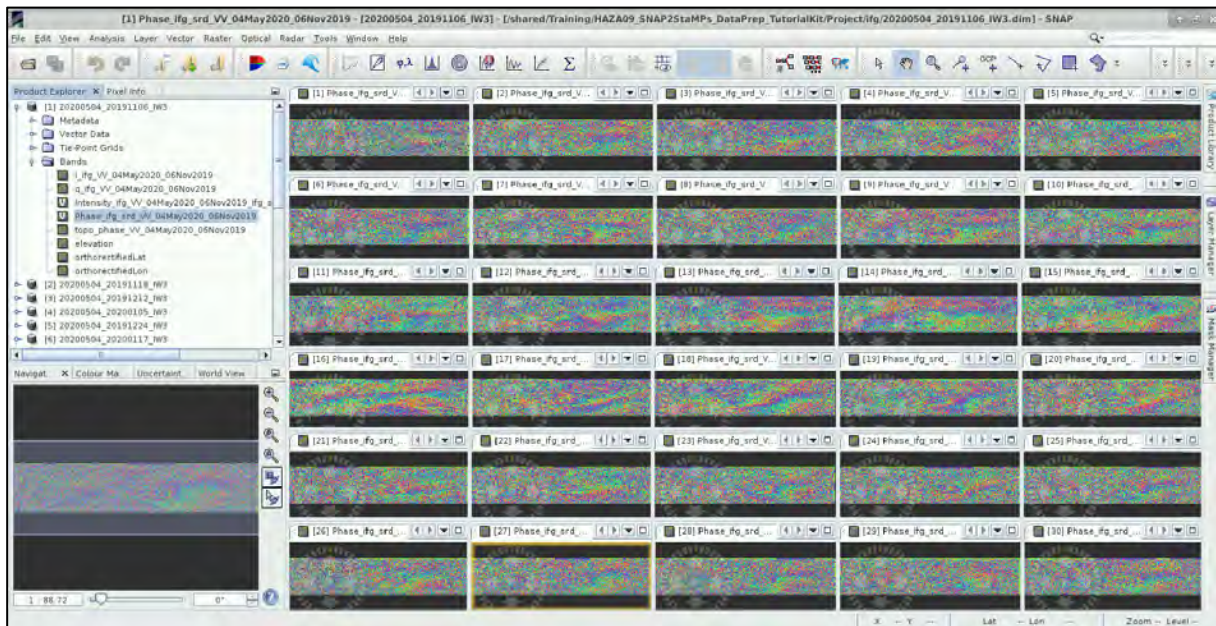 [1] Phase_ifg_srd_VV_04May2020_06Nov2019 - [20200504_20191106_IW3] - [/shared/Training/HAZA09_SNAP2StaMPs_DataPrep_TutorialKit/Project/ifg/20200504_20191106_IW3.dim] - SNAP
File Edit View Analysis Layer Vector Raster Optical Radar Tools Window Help
Product Explorer Pixel Info
[1] 20200504_20191106_IW3
Metadata
Vector Data
Tie-Point Grids
Bands
i_ifg_VV_04May2020_06Nov2019
q_ifg_VV_04May2020_06Nov2019
Intensity_ifg_VV_04May2020_06Nov2019_ifg_s
Phase_ifg_srd_VV_04May2020_06Nov2019
topo_phase_VV_04May2020_06Nov2019
elevation
orthorectifiedLat
orthorectifiedLon
[2] 20200504_20191118_IW3
[3] 20200504_20191212_IW3
[4] 20200504_20200105_IW3
[5] 20200504_20191224_IW3
[6] 20200504_20200117_IW3
Navigat... Colour Ma... Uncertaint... World View
1 : 88.72
0°
[1] Phase_ifg_srd_V... [2] Phase_ifg_srd_V... [3] Phase_ifg_srd_V... [4] Phase_ifg_srd_V... [5] Phase_ifg_srd_V...
[6] Phase_ifg_srd_V... [7] Phase_ifg_srd_V... [8] Phase_ifg_srd_V... [9] Phase_ifg_srd_V... [10] Phase_ifg_srd_...
[11] Phase_ifg_srd_... [12] Phase_ifg_srd_... [13] Phase_ifg_srd_... [14] Phase_ifg_srd_... [15] Phase_ifg_srd_...
[16] Phase_ifg_srd_... [17] Phase_ifg_srd_... [18] Phase_ifg_srd_V... [19] Phase_ifg_srd_... [20] Phase_ifg_srd_...
[21] Phase_ifg_srd_... [22] Phase_ifg_srd_... [23] Phase_ifg_srd_V... [24] Phase_ifg_srd_... [25] Phase_ifg_srd_...
[26] Phase_ifg_srd_... [27] Phase_ifg_srd_... [28] Phase_ifg_srd_... [29] Phase_ifg_srd_... [30] Phase_ifg_srd_...
Product Library
Layer Manager
Mask Manager
X -- Y -- Lat -- Lon -- Zoom -- Level --